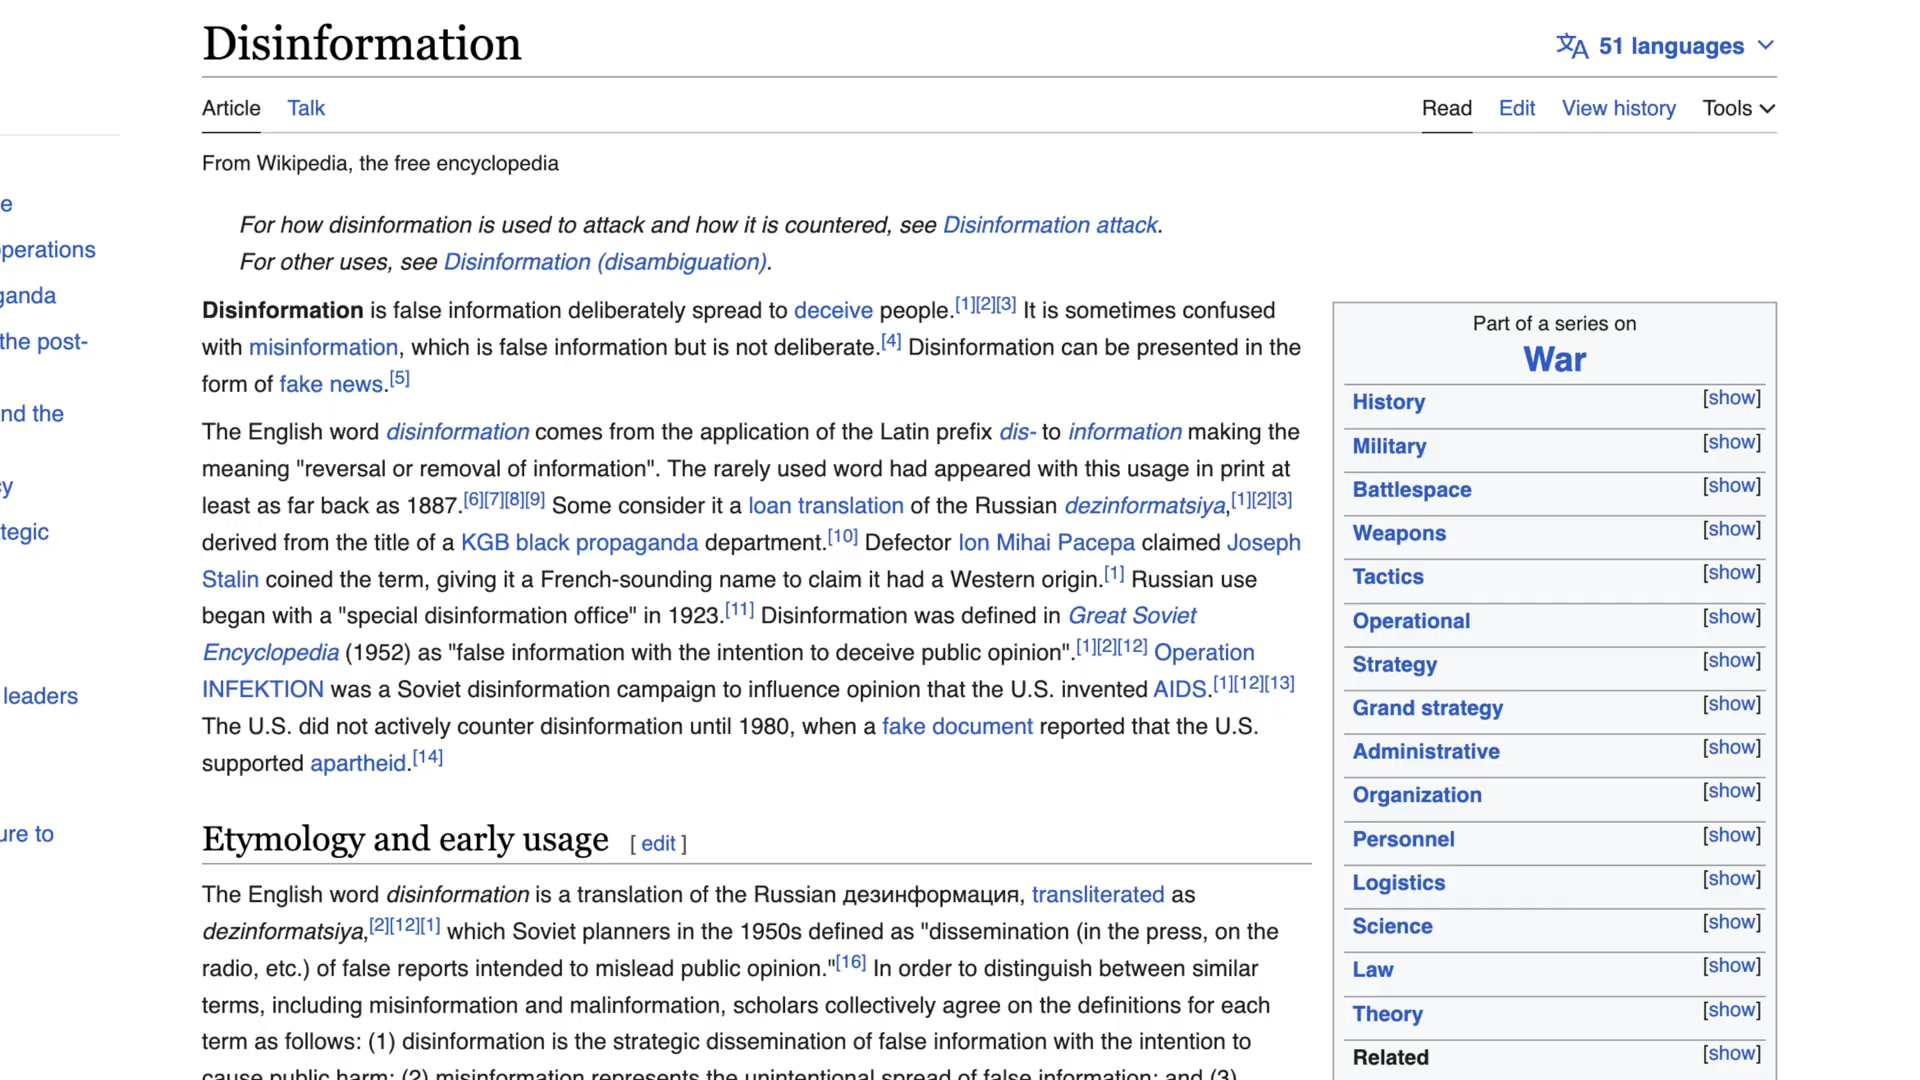 Disinformation
51 languages
Article Talk
Read Edit View history Tools
From Wikipedia, the free encyclopedia
For how disinformation is used to attack and how it is countered, see Disinformation attack.
For other uses, see Disinformation (disambiguation).
Disinformation is false information deliberately spread to deceive people.[1][2][3] It is sometimes confused
with misinformation, which is false information but is not deliberate.[4] Disinformation can be presented in the
form of fake news.[5]
The English word disinformation comes from the application of the Latin prefix dis- to information making the
meaning "reversal or removal of information". The rarely used word had appeared with this usage in print at
least as far back as 1887.[6][7][8][9] Some consider it a loan translation of the Russian dezinformatsiya,[1][2][3]
derived from the title of a KGB black propaganda department.[10] Defector Ion Mihai Pacepa claimed Joseph
Stalin coined the term, giving it a French-sounding name to claim it had a Western origin.[1] Russian use
began with a "special disinformation office" in 1923.[11] Disinformation was defined in Great Soviet
Encyclopedia (1952) as "false information with the intention to deceive public opinion".[1][2][12] Operation
INFEKTION was a Soviet disinformation campaign to influence opinion that the U.S. invented AIDS.[1][12][13]
The U.S. did not actively counter disinformation until 1980, when a fake document reported that the U.S.
supported apartheid.[14]
Etymology and early usage [ edit ]
The English word disinformation is a translation of the Russian дезинформация, transliterated as
dezinformatsiya,[2][12][1] which Soviet planners in the 1950s defined as "dissemination (in the press, on the
radio, etc.) of false reports intended to mislead public opinion."[16] In order to distinguish between similar
terms, including misinformation and malinformation, scholars collectively agree on the definitions for each
term as follows: (1) disinformation is the strategic dissemination of false information with the intention to
cause public harm; (2) misinformation represents the unintentional spread of false information; and (3)
Part of a series on
War
History [show]
Military [show]
Battlespace [show]
Weapons [show]
Tactics [show]
Operational [show]
Strategy [show]
Grand strategy [show]
Administrative [show]
Organization [show]
Personnel [show]
Logistics [show]
Science [show]
Law [show]
Theory [show]
Related [show]
e
perations
ganda
the post-
nd the
cy
tegic
leaders
ure to